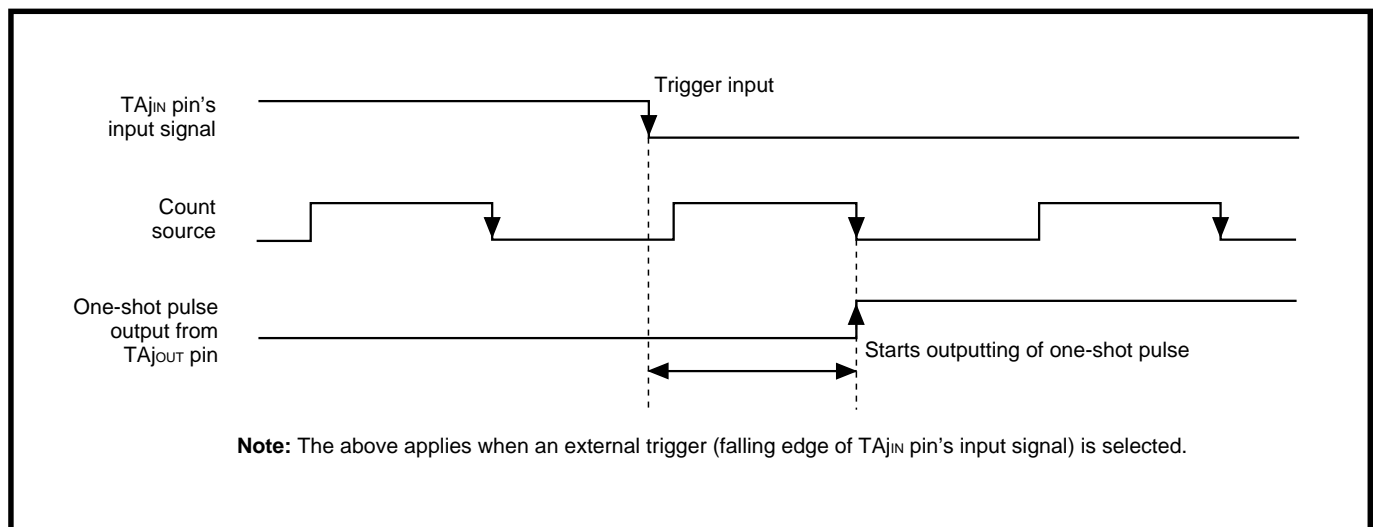 Trigger input
TAjIN pin's
input signal
Count
source
One-shot pulse
output from
TAjOUT pin
Starts outputting of one-shot pulse
Note: The above applies when an external trigger (falling edge of TAjIN pin's input signal) is selected.